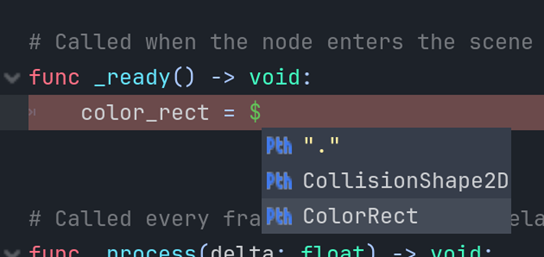 # Called when the node enters the scene
func _ready() -> void:
color_rect = $
Pth "."
Pth CollisionShape2D
Pth ColorRect
# Called every fra ela
func _process(delta: float) -> void: